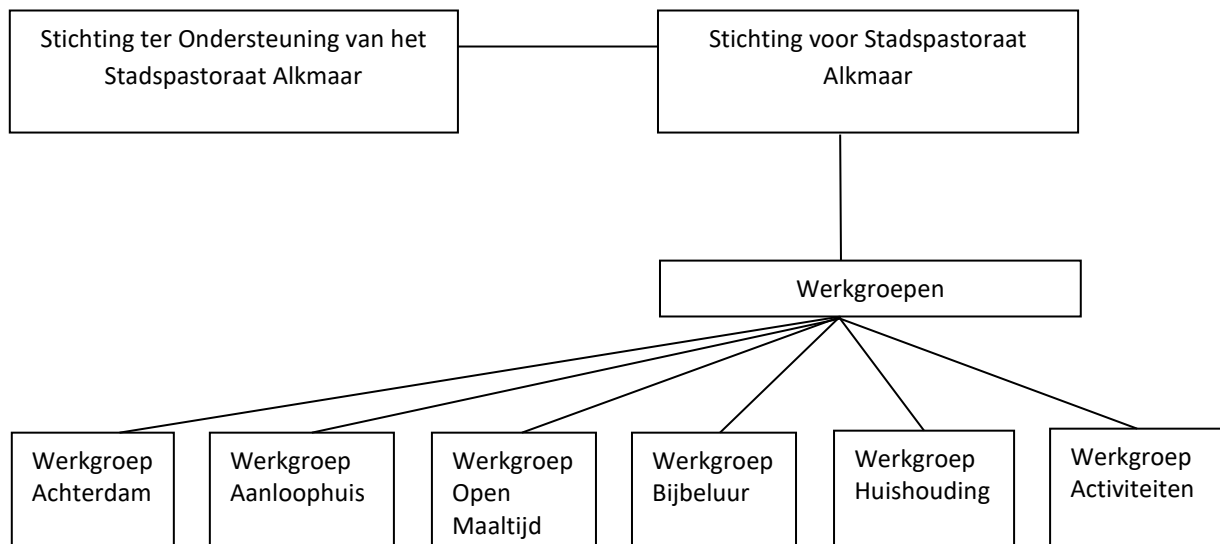 Stichting ter Ondersteuning van het
Stadspastoraat Alkmaar
Stichting voor Stadspastoraat
Alkmaar
Werkgroepen
Werkgroep
Achterdam
Werkgroep
Aanloophuis
Werkgroep
Open
Maaltijd
Werkgroep
Bijbeluur
Werkgroep
Huishouding
Werkgroep
Activiteiten